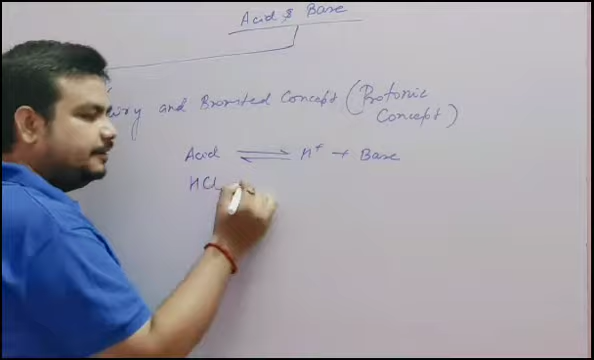 Acid & Base
and Bronsted Concept (Protonic
Concept)
Acid ⇌ H⁺ + Base
HCl